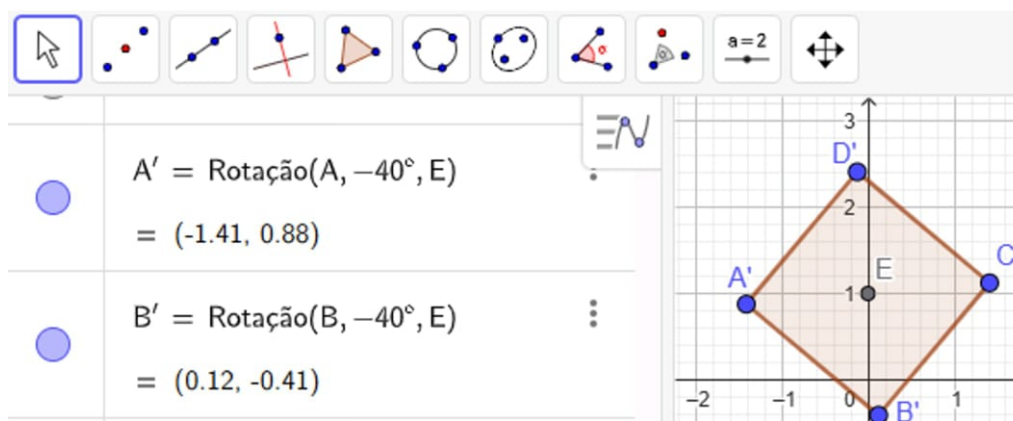 a=2
A′ = Rotação(A, −40°, E)
= (-1.41, 0.88)
B′ = Rotação(B, −40°, E)
= (0.12, -0.41)
3
D'
2
C
E
A'
1
−2
−1
0
1
B'